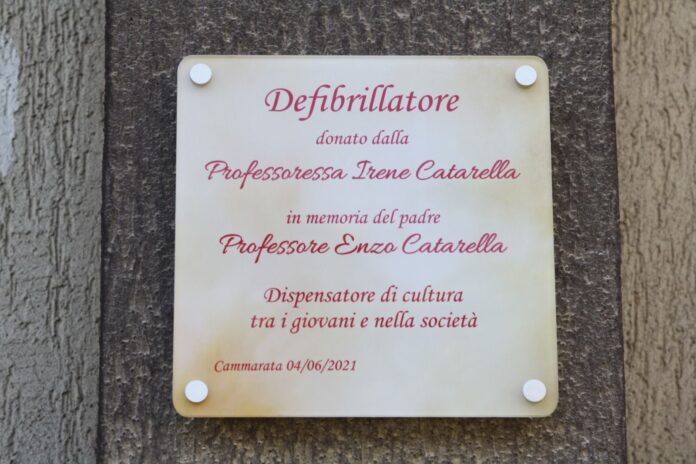 Defibrillatore
donato dalla
Professoressa Irene Catarella
in memoria del padre
Professore Enzo Catarella
Dispensatore di cultura
tra i giovani e nella società
Cammarata 04/06/2021